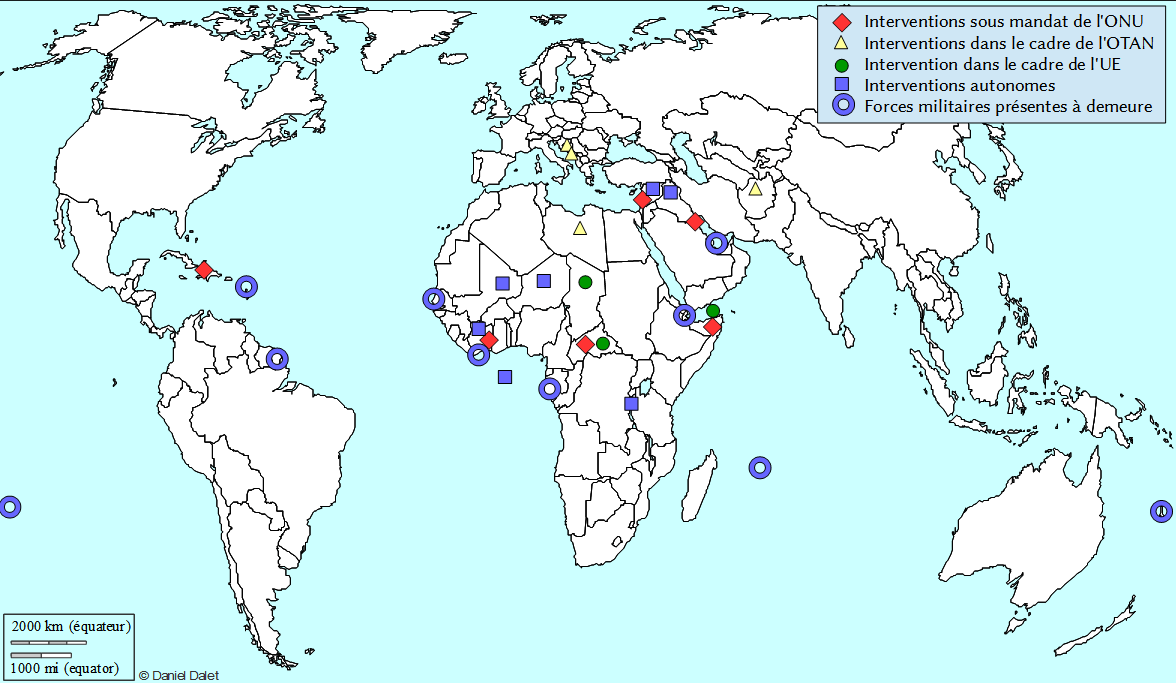 Interventions sous mandat de l'ONU
Interventions dans le cadre de l'OTAN
Intervention dans le cadre de l'UE
Interventions autonomes
Forces militaires présentes à demeure
2000 km (équateur)
1000 mi (equator)
© Daniel Dalet